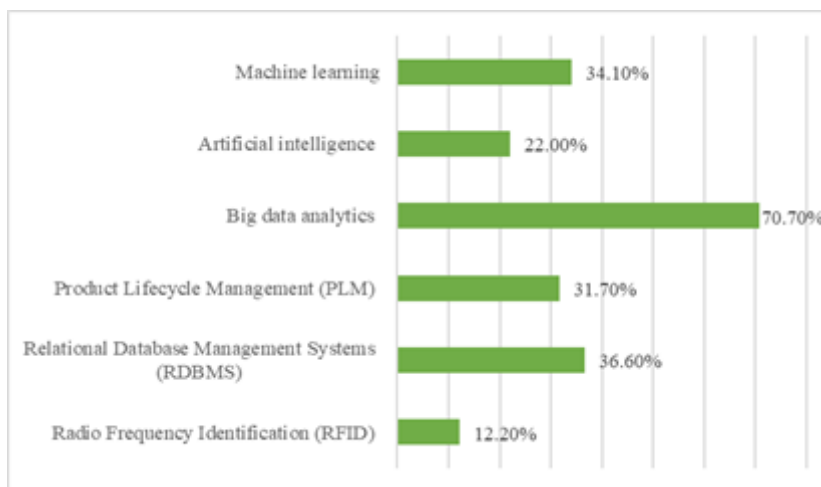 Machine learning
34.10%
Artificial intelligence
22.00%
Big data analytics
70.70%
Product Lifecycle Management (PLM)
31.70%
Relational Database Management Systems
(RDBMS)
36.60%
Radio Frequency Identification (RFID)
12.20%